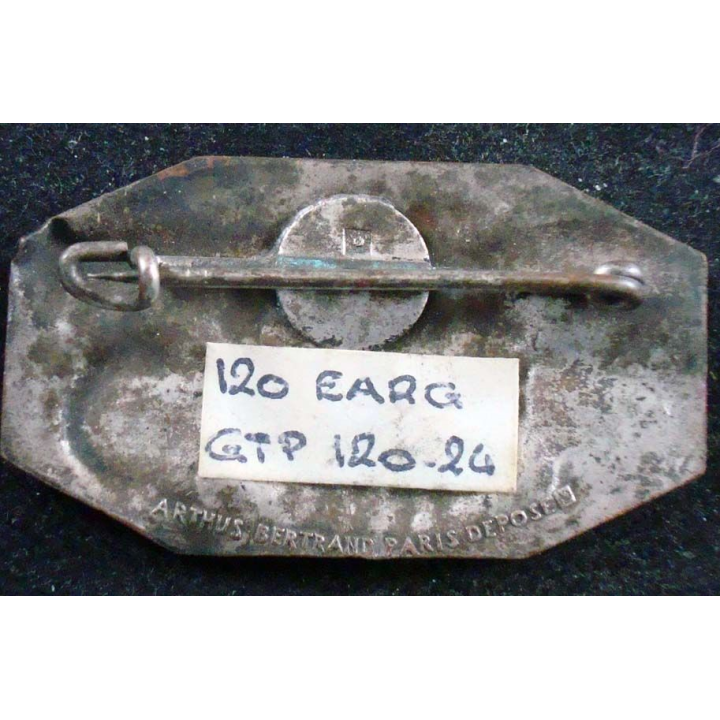 120 EARG
GTP 120-24
ARTHUS BERTRAND PARIS DEPOSE